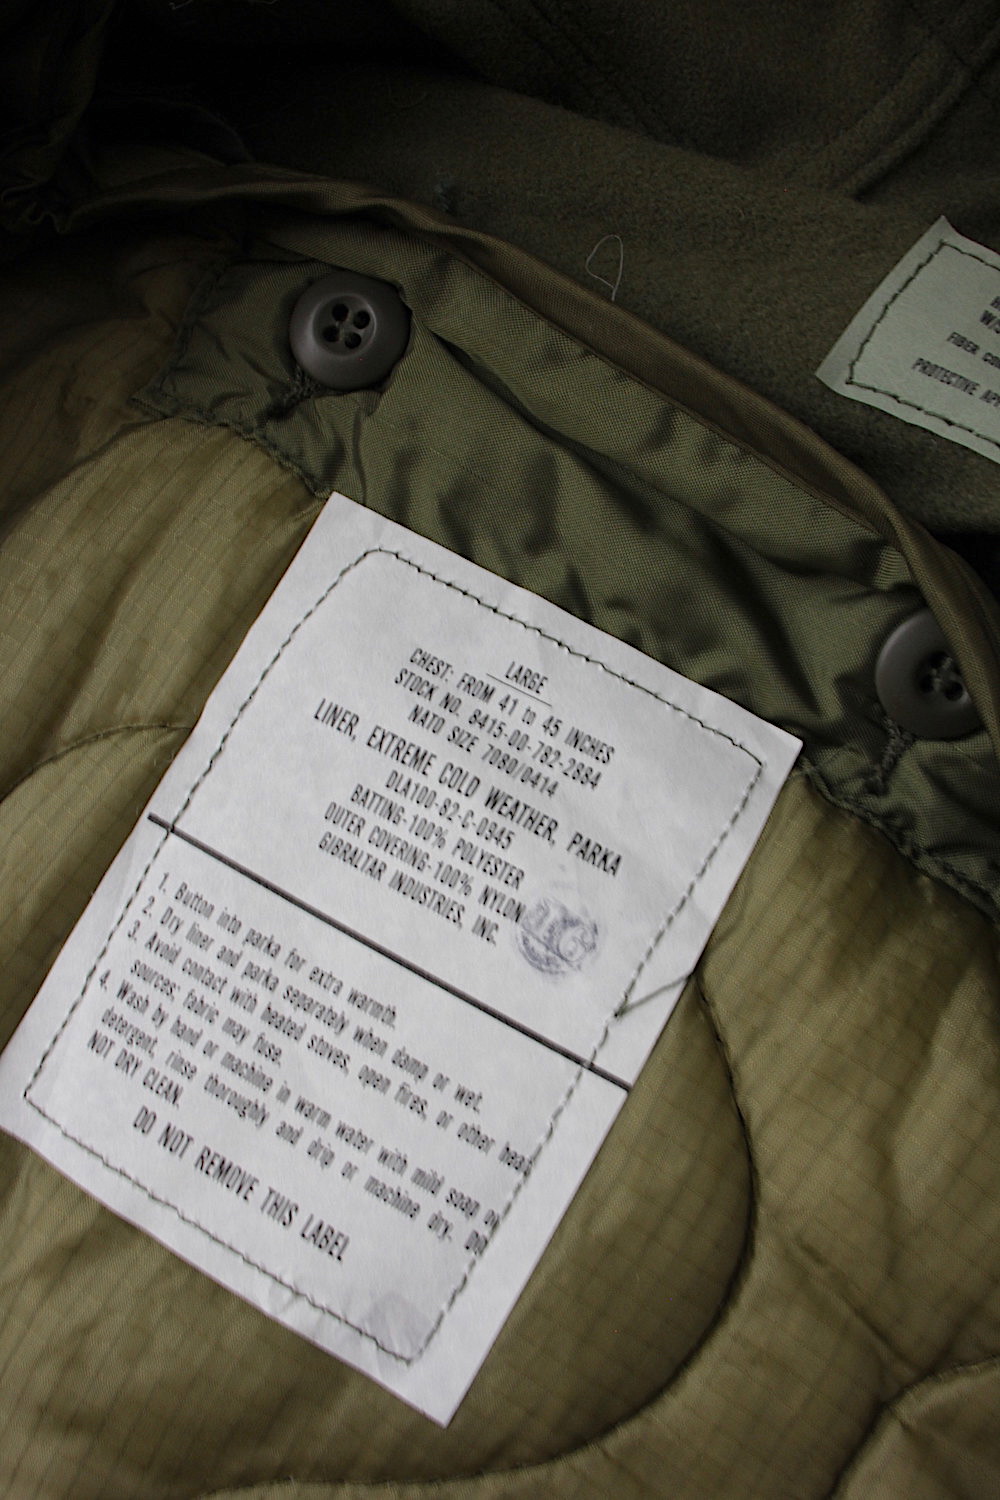 LARGE
CHEST: FROM 41 to 45 INCHES
STOCK NO. 8415-00-782-2884
NATO SIZE 7080/0414
LINER, EXTREME COLD WEATHER, PARKA
DLA100-82-C-0945
BATTING-100% POLYESTER
OUTER COVERING-100% NYLON
GIBRALTAR INDUSTRIES, INC.
1. Button into parka for extra warmth.
2. Dry liner and parka separately when damp or wet.
3. Avoid contact with heated stoves, open fires, or other heat
sources; fabric may fuse.
4. Wash by hand or machine in warm water with mild soap or
detergent, rinse thoroughly and drip or machine dry. DO
NOT DRY CLEAN.
DO NOT REMOVE THIS LABEL
FIBER
PROTECTIVE